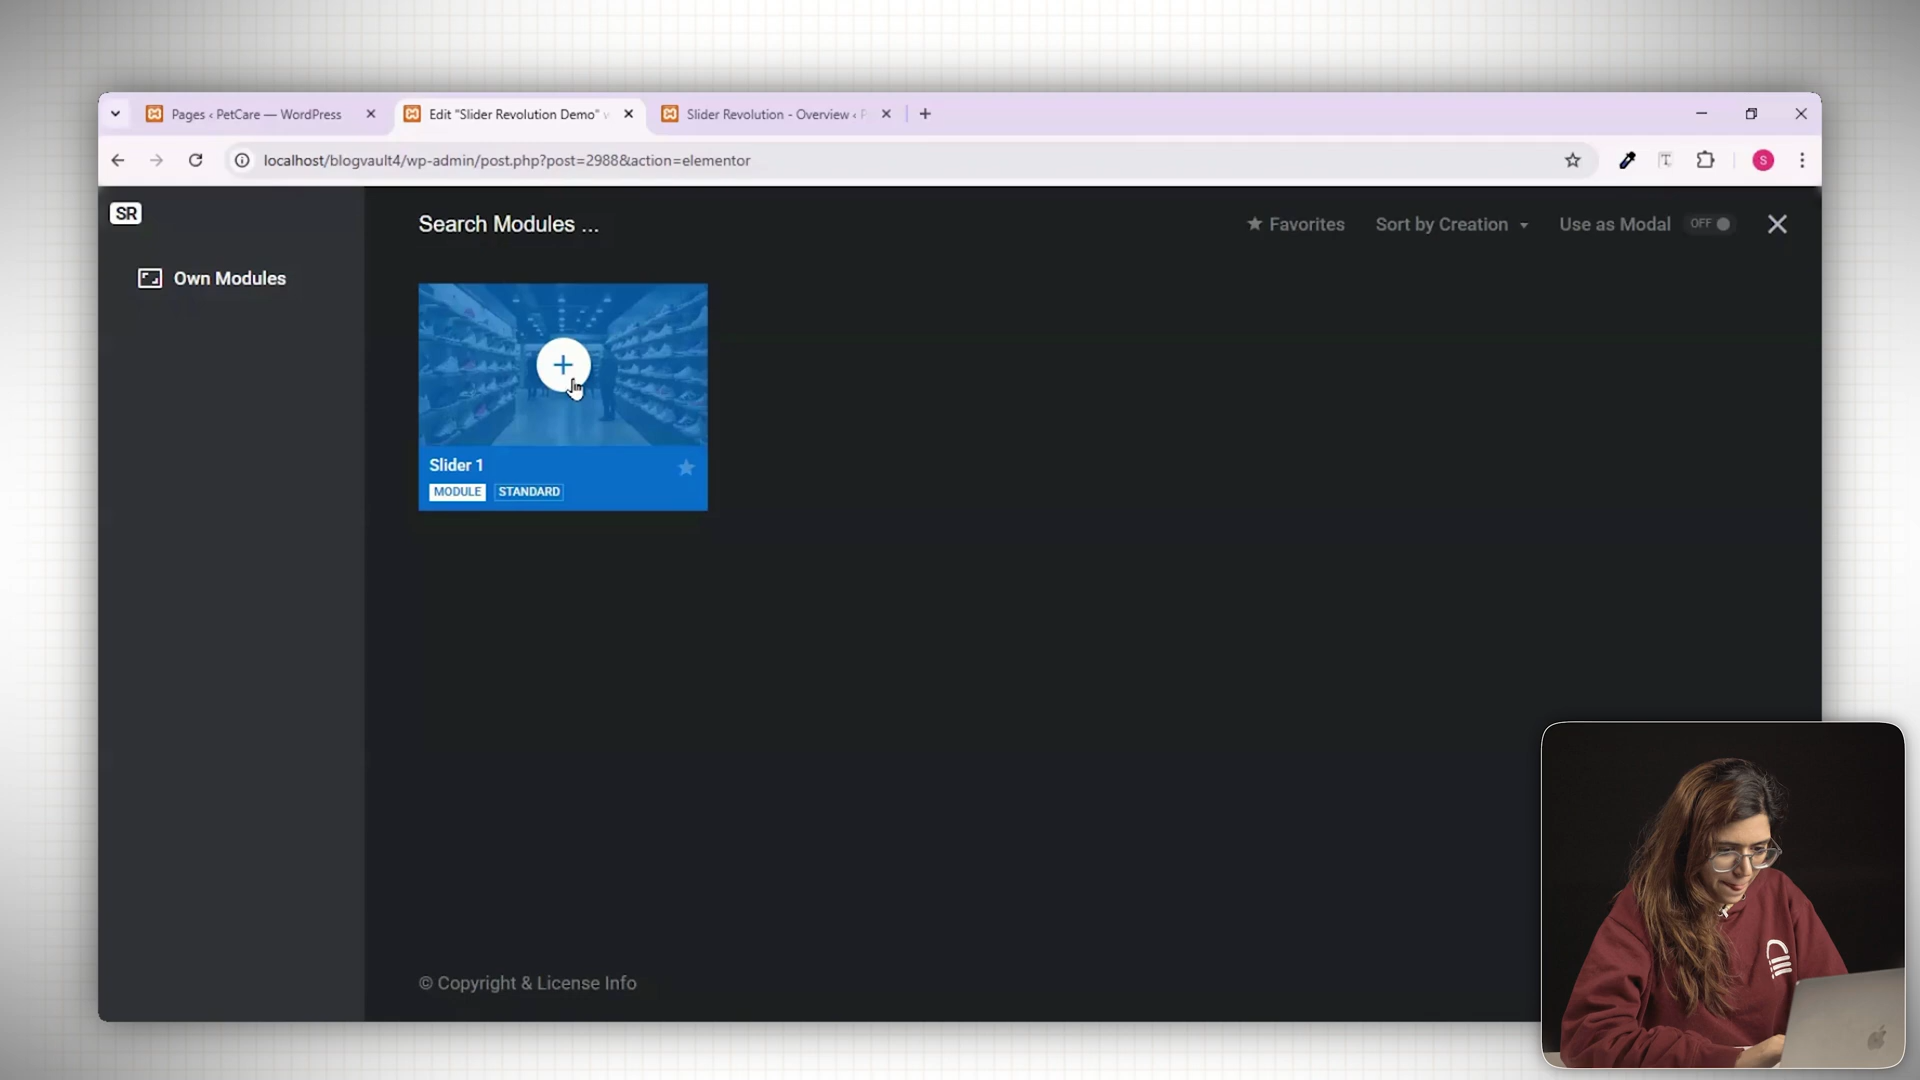 Pages ‹ PetCare — WordPress
Edit "Slider Revolution Demo" w
Slider Revolution - Overview ‹ P
localhost/blogvault4/wp-admin/post.php?post=2988&action=elementor
S
SR
Search Modules ...
Favorites
Sort by Creation
Use as Modal
OFF
Own Modules
Slider 1
MODULE
STANDARD
© Copyright & License Info